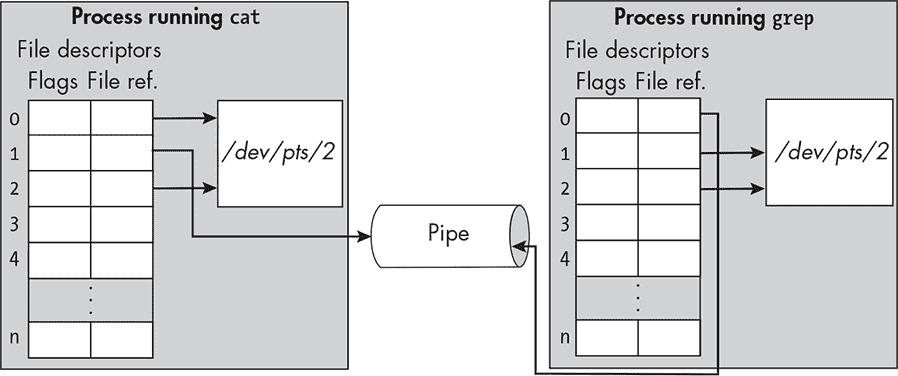 Process running cat
File descriptors
Flags File ref.
0
1
2
3
4
⋮
n
/dev/pts/2
Pipe
Process running grep
File descriptors
Flags File ref.
0
1
2
3
4
⋮
n
/dev/pts/2